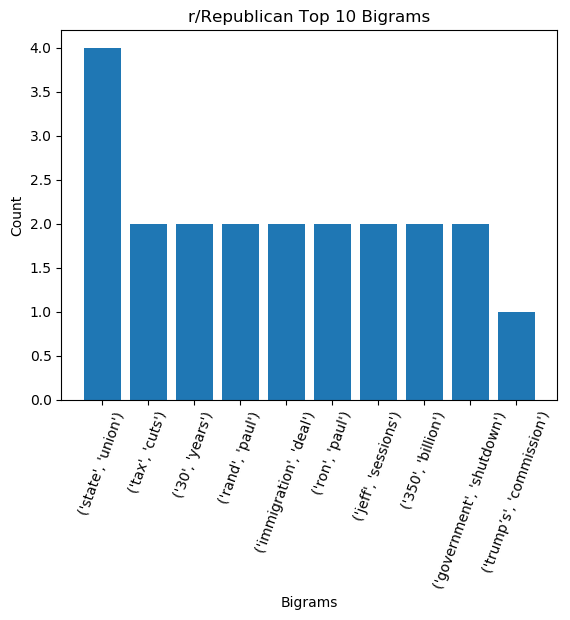 r/Republican Top 10 Bigrams
4.0
3.5
3.0
2.5
2.0
1.5
1.0
0.5
0.0
Count
('state', 'union')
('tax', 'cuts')
('30', 'years')
('rand', 'paul')
('immigration', 'deal')
('ron', 'paul')
('jeff', 'sessions')
('350', 'billion')
('government', 'shutdown')
('trump's', 'commission')
Bigrams